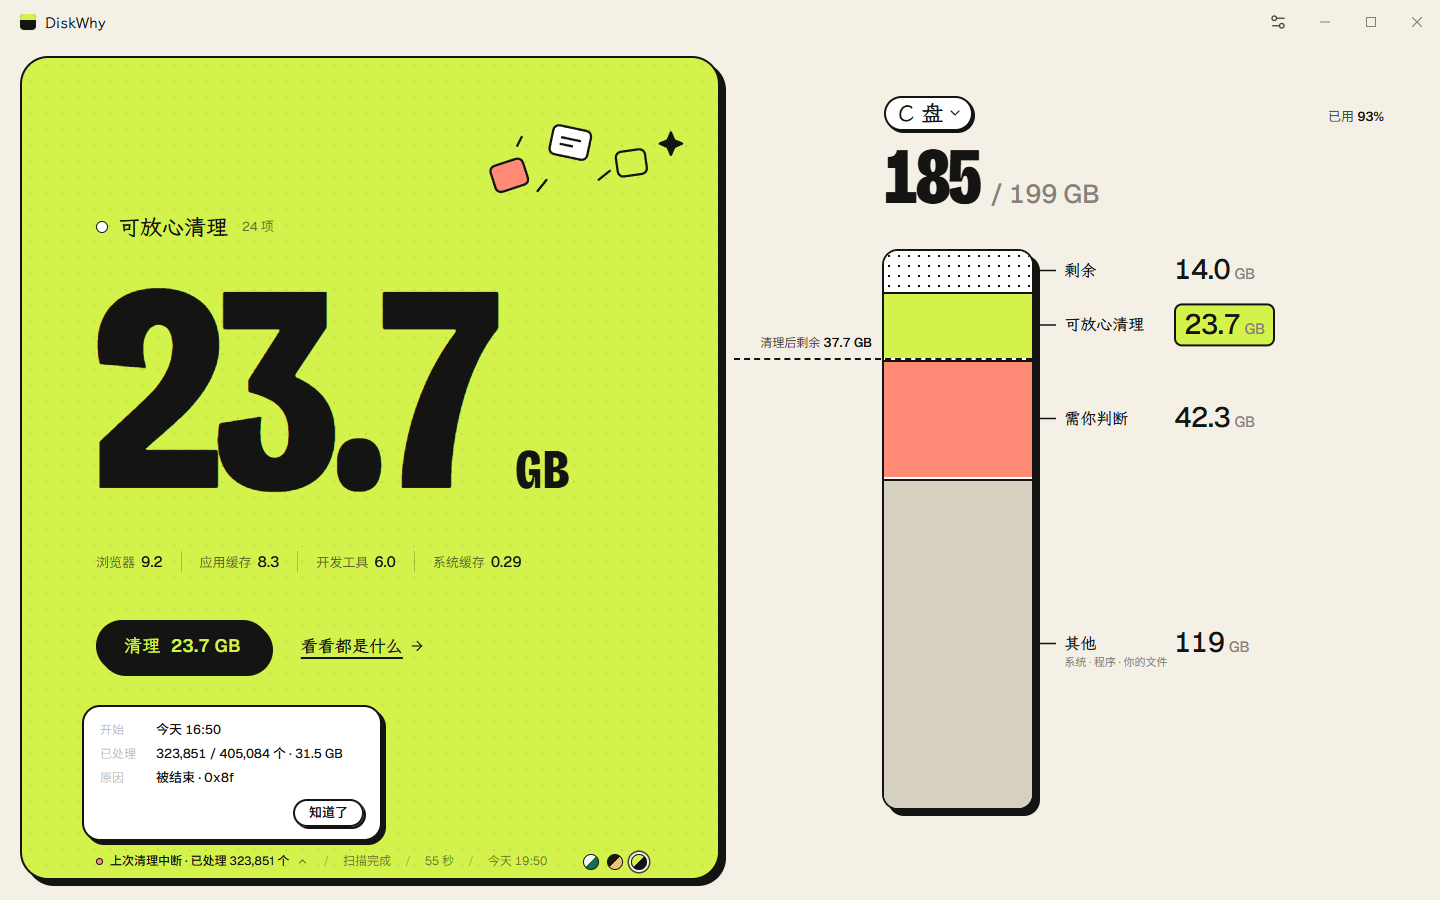 DiskWhy
可放心清理 24 项
23.7 GB
浏览器 9.2 应用缓存 8.3 开发工具 6.0 系统缓存 0.29
清理 23.7 GB 看看都是什么 →
开始 今天 16:50
已处理 323,851 / 405,084 个 · 31.5 GB
原因 被结束 · 0x8f
知道了
上次清理中断 · 已处理 323,851 个 / 扫描完成 / 55 秒 / 今天 19:50
C 盘
已用 93%
185 / 199 GB
剩余 14.0 GB
可放心清理 23.7 GB
清理后剩余 37.7 GB
需你判断 42.3 GB
其他 119 GB
系统 · 程序 · 你的文件